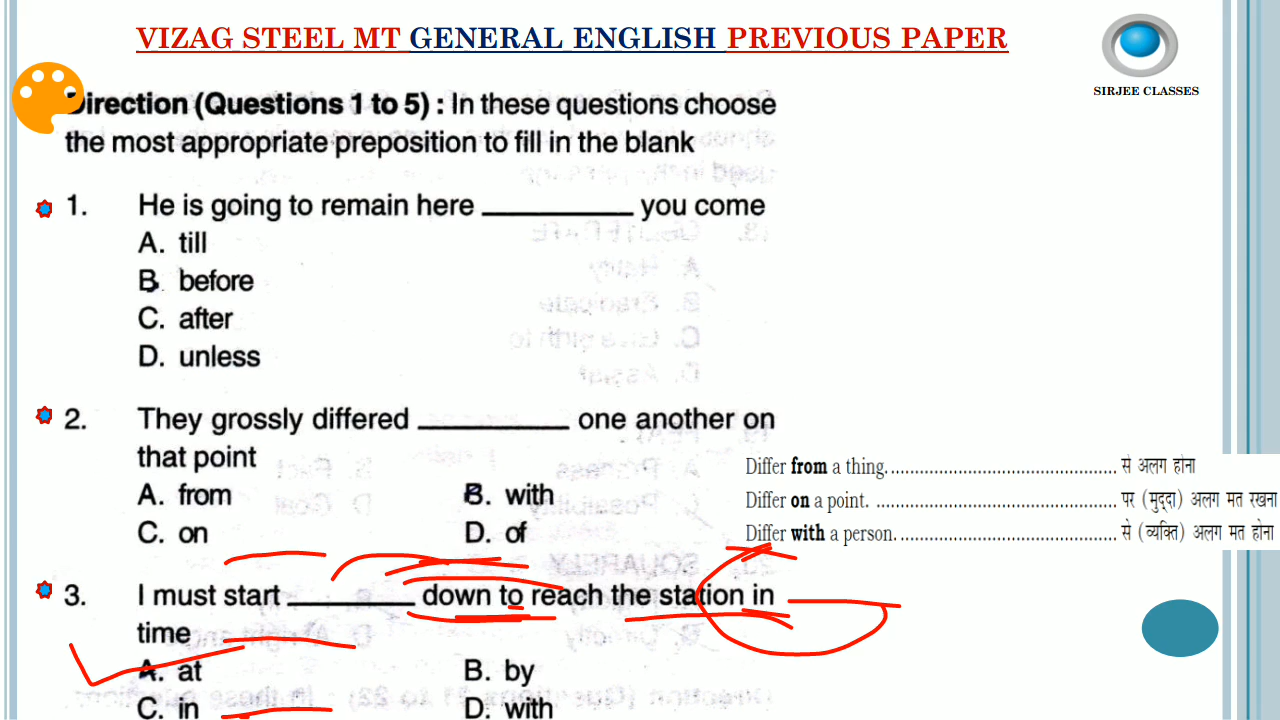 VIZAG STEEL MT GENERAL ENGLISH PREVIOUS PAPER
SIRJEE CLASSES
Direction (Questions 1 to 5) : In these questions choose
the most appropriate preposition to fill in the blank
1. He is going to remain here __________ you come
A. till
B. before
C. after
D. unless
2. They grossly differed __________ one another on
that point
A. from B. with
C. on D. of
Differ from a thing............................................ से अलग होना
Differ on a point. ............................................ पर (मुद्दा) अलग मत रखना
Differ with a person............................................ से (व्यक्ति) अलग मत होना
3. I must start __________ down to reach the station in
time
A. at B. by
C. in D. with